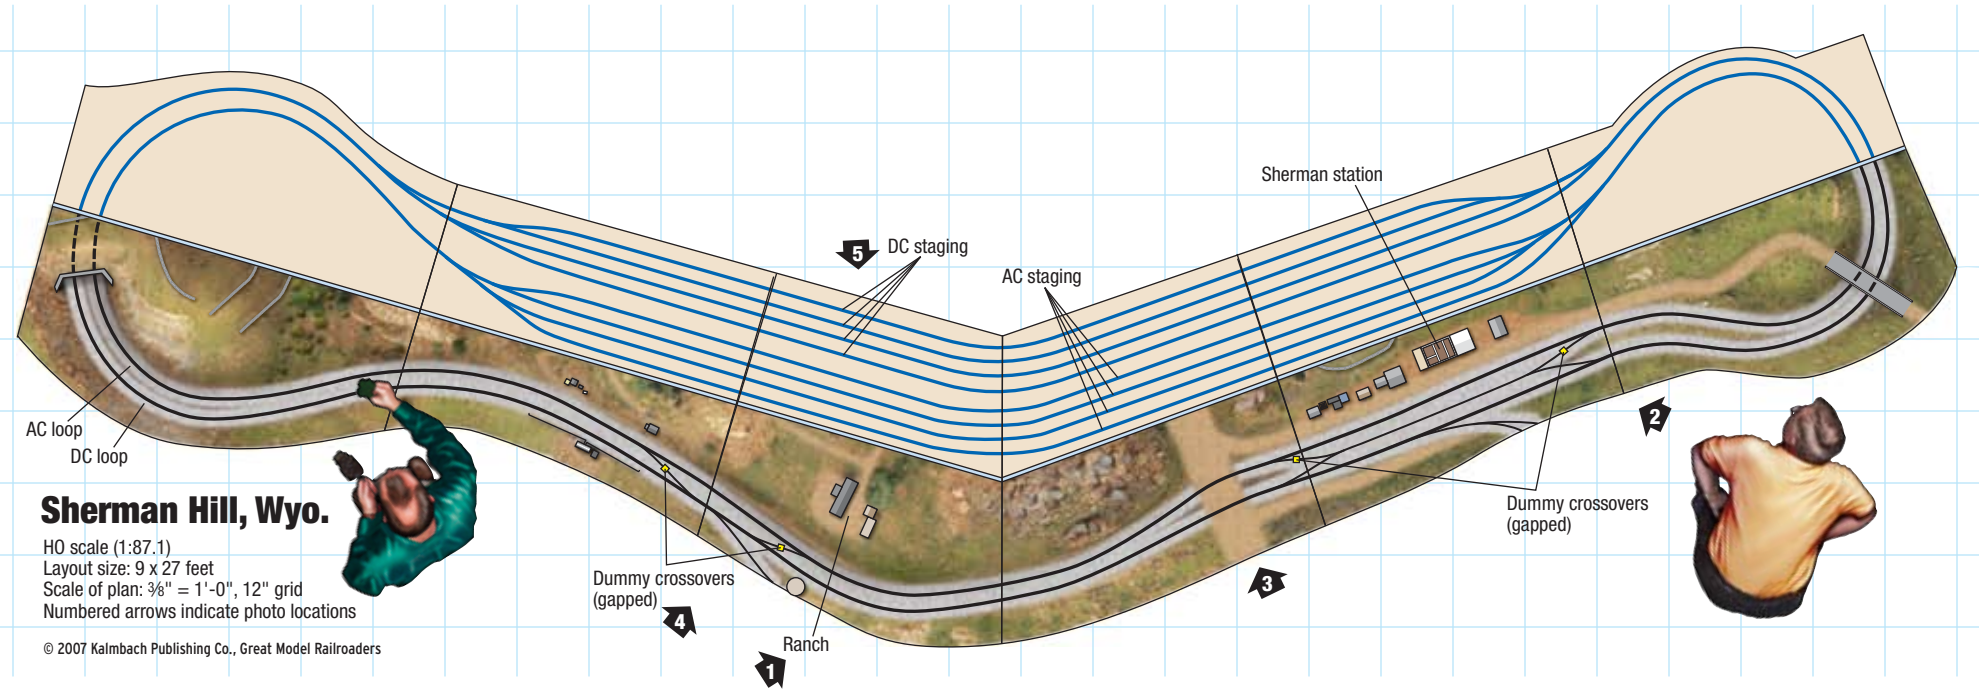 Sherman station
5
DC staging
AC staging
AC loop
DC loop
2
Sherman Hill, Wyo.
HO scale (1:87.1)
Layout size: 9 x 27 feet
Scale of plan: ⅜" = 1'-0", 12" grid
Numbered arrows indicate photo locations
© 2007 Kalmbach Publishing Co., Great Model Railroaders
Dummy crossovers
(gapped)
Dummy crossovers
(gapped)
3
4
Ranch
1